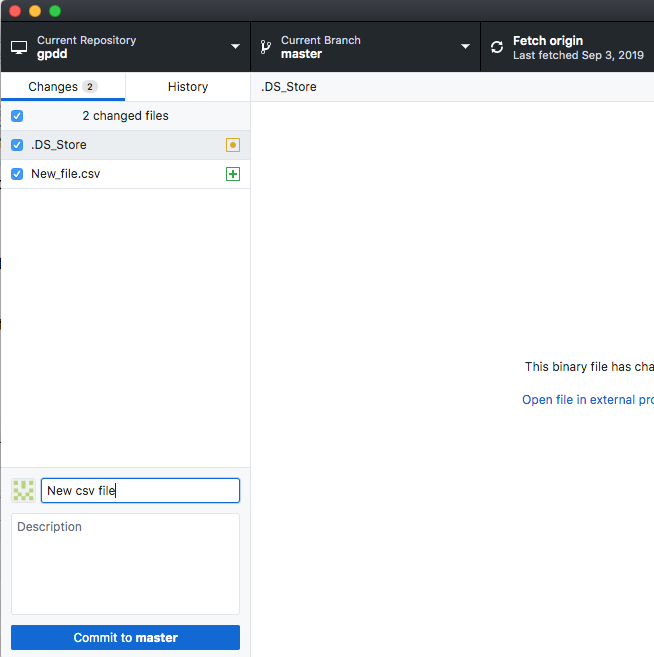 Current Repository
gpdd
Current Branch
master
Fetch origin
Last fetched Sep 3, 2019
Changes 2
History
.DS_Store
2 changed files
.DS_Store
New_file.csv
This binary file has cha
Open file in external pro
New csv file
Description
Commit to master